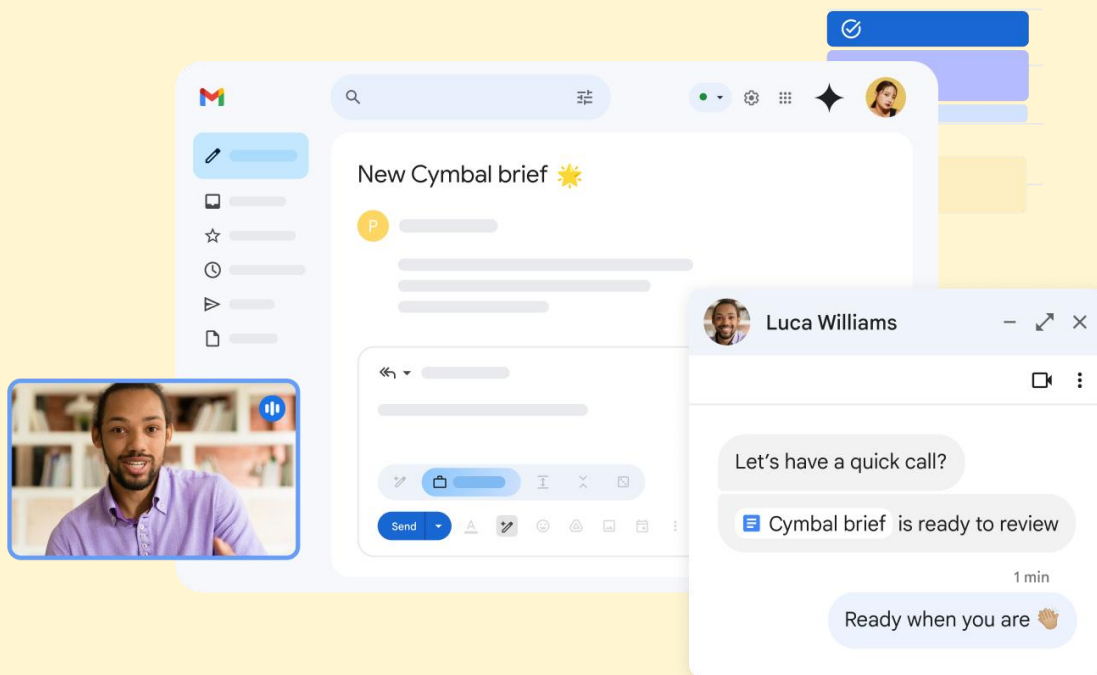 New Cymbal brief 🌟
P
Send
Luca Williams
Let's have a quick call?
Cymbal brief is ready to review
1 min
Ready when you are 👋🏼